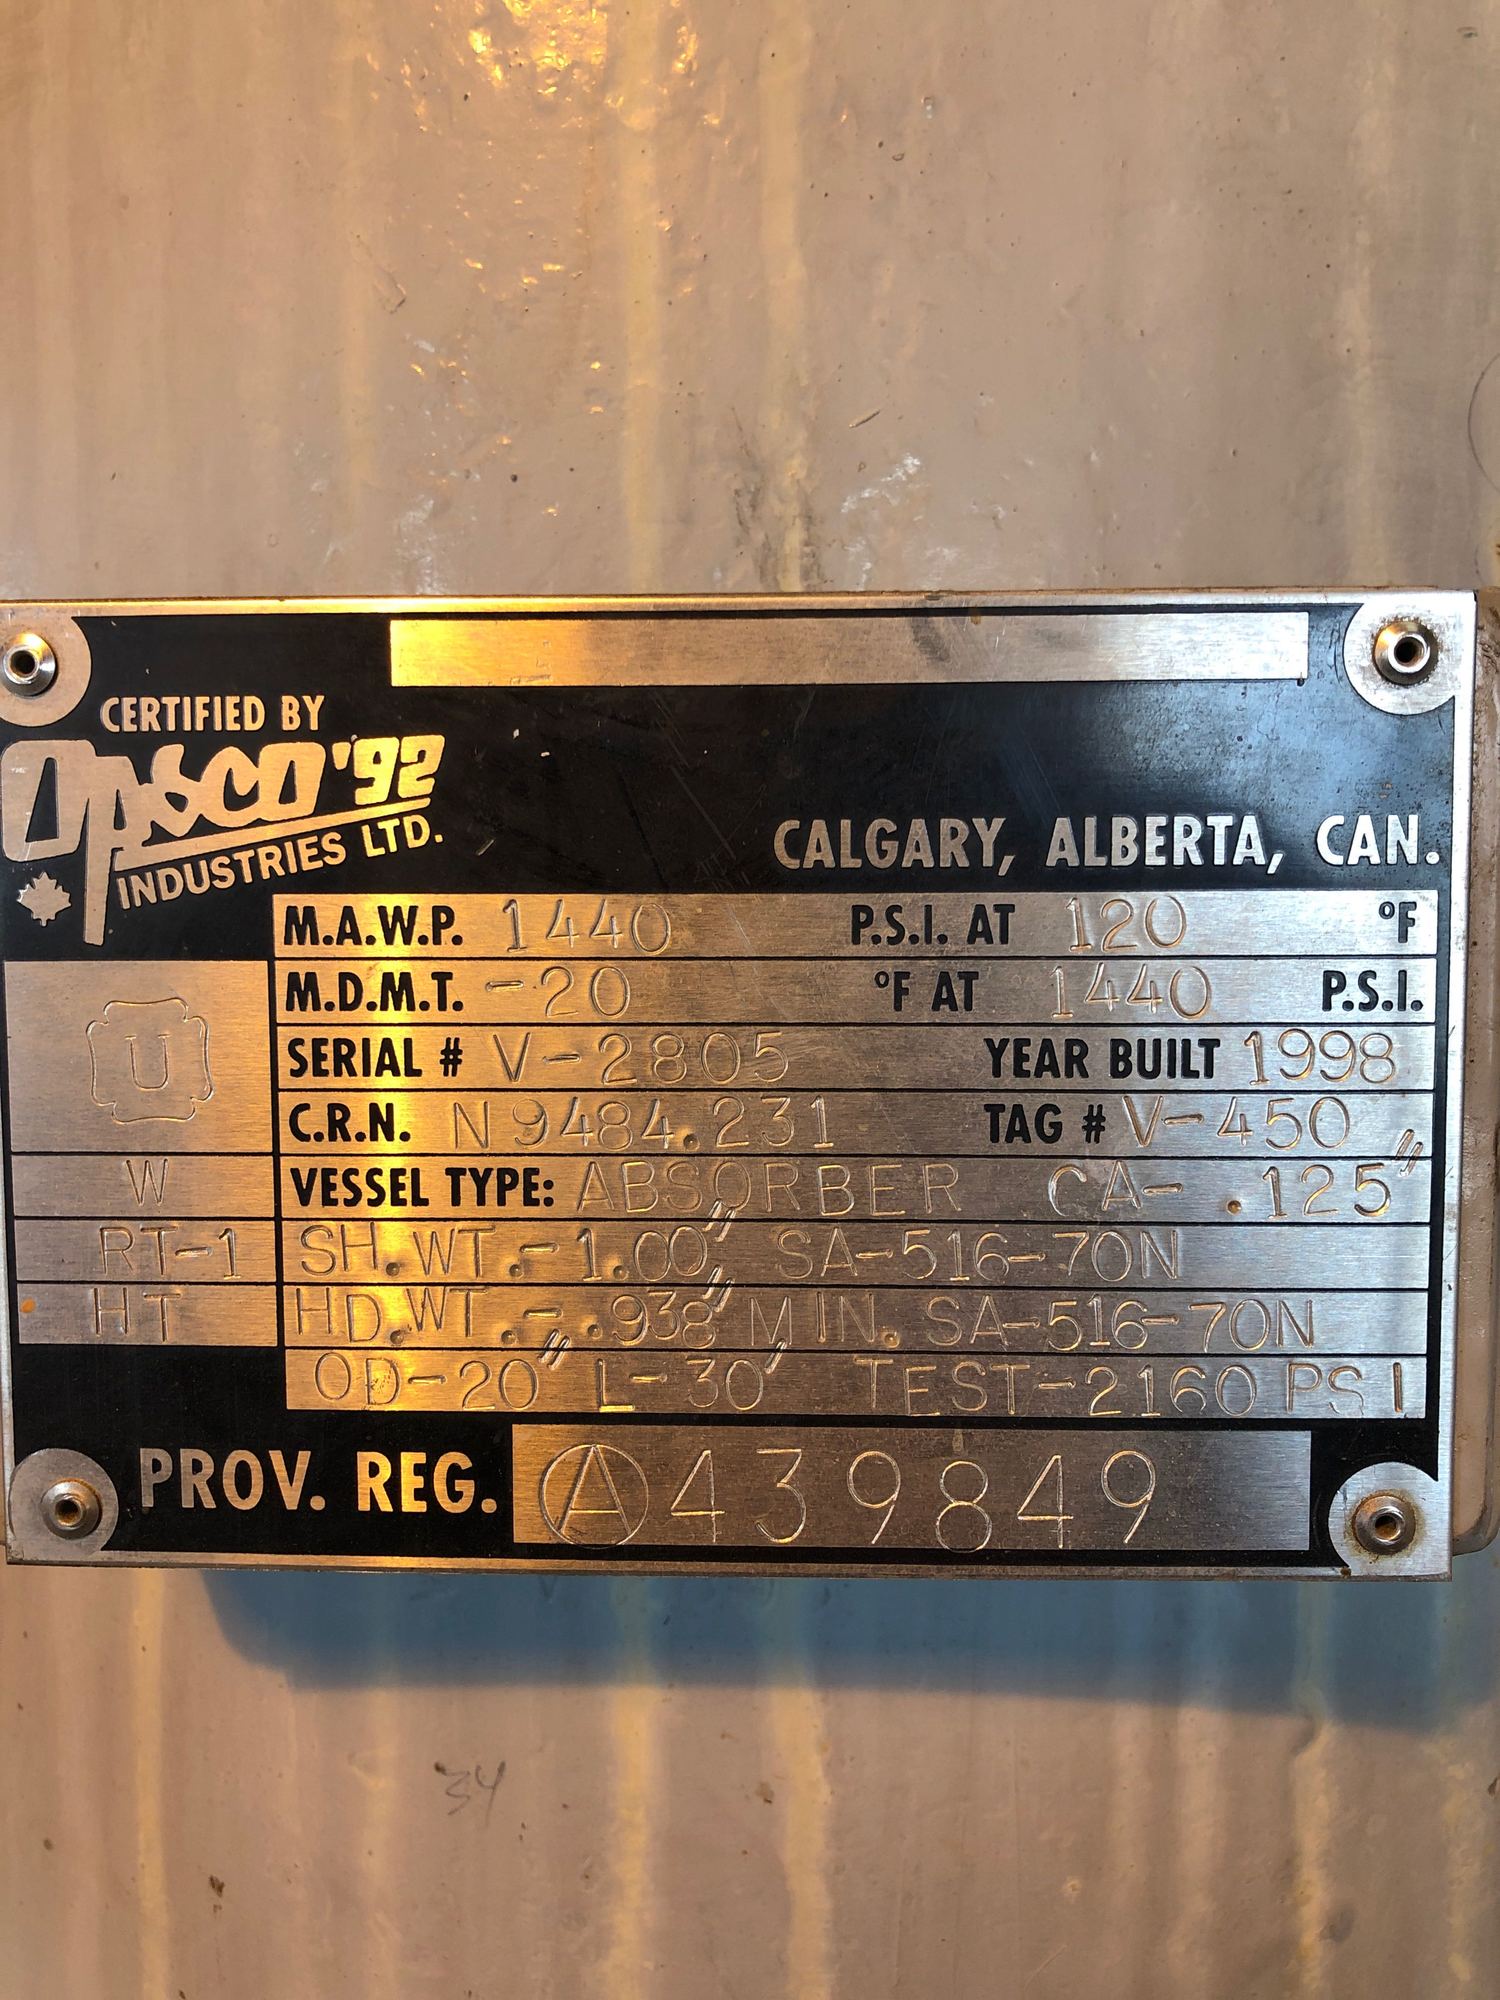 CERTIFIED BY
OPSCO '92
INDUSTRIES LTD.
CALGARY, ALBERTA, CAN.
M.A.W.P. 1440 P.S.I. AT 120 °F
M.D.M.T. -20 °F AT 1440 P.S.I.
U
SERIAL # V-2805 YEAR BUILT 1998
C.R.N. N9484.231 TAG # V-450
W
VESSEL TYPE: ABSORBER CA- .125"
RT-1
SH.WT.-1.00" SA-516-70N
HT
HD.WT.-.938" MIN. SA-516-70N
OD-20" L-30' TEST-2160 PSI
PROV. REG. A 439849
34